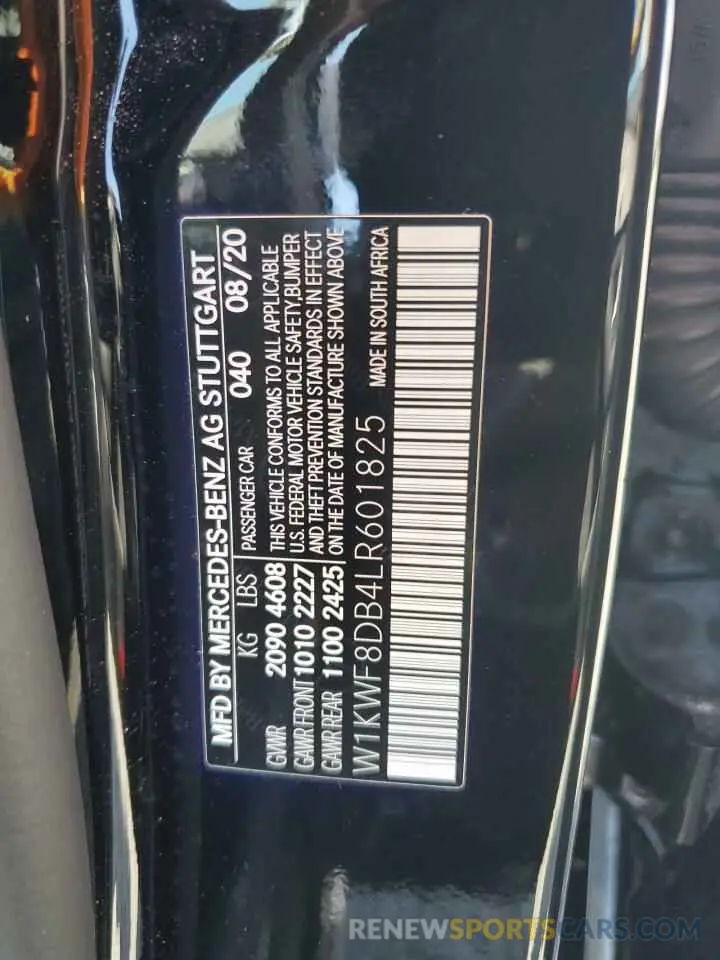 MFD BY MERCEDES-BENZ AG STUTTGART
KG LBS PASSENGER CAR 040 08/20
GVWR 2090 4608 THIS VEHICLE CONFORMS TO ALL APPLICABLE
GAWR FRONT 1010 2227 U.S. FEDERAL MOTOR VEHICLE SAFETY,BUMPER
AND THEFT PREVENTION STANDARDS IN EFFECT
GAWR REAR 1100 2425 ON THE DATE OF MANUFACTURE SHOWN ABOVE
W1KWF8DB4LR601825 MADE IN SOUTH AFRICA
RENEWSPORTSCARS.COM